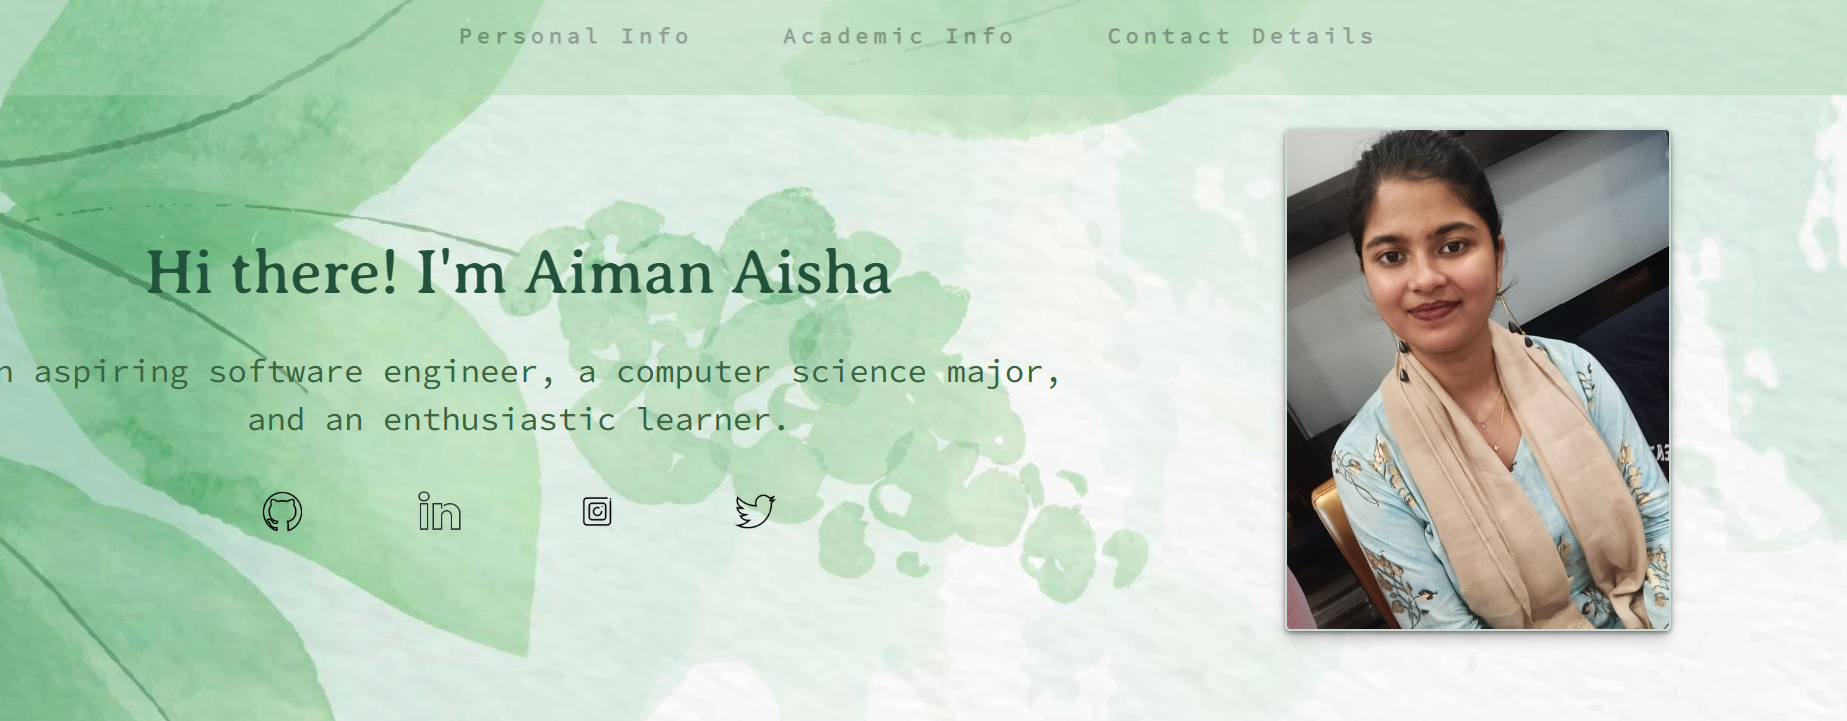 Personal Info Academic Info Contact Details
Hi there! I'm Aiman Aisha
n aspiring software engineer, a computer science major,
and an enthusiastic learner.
in